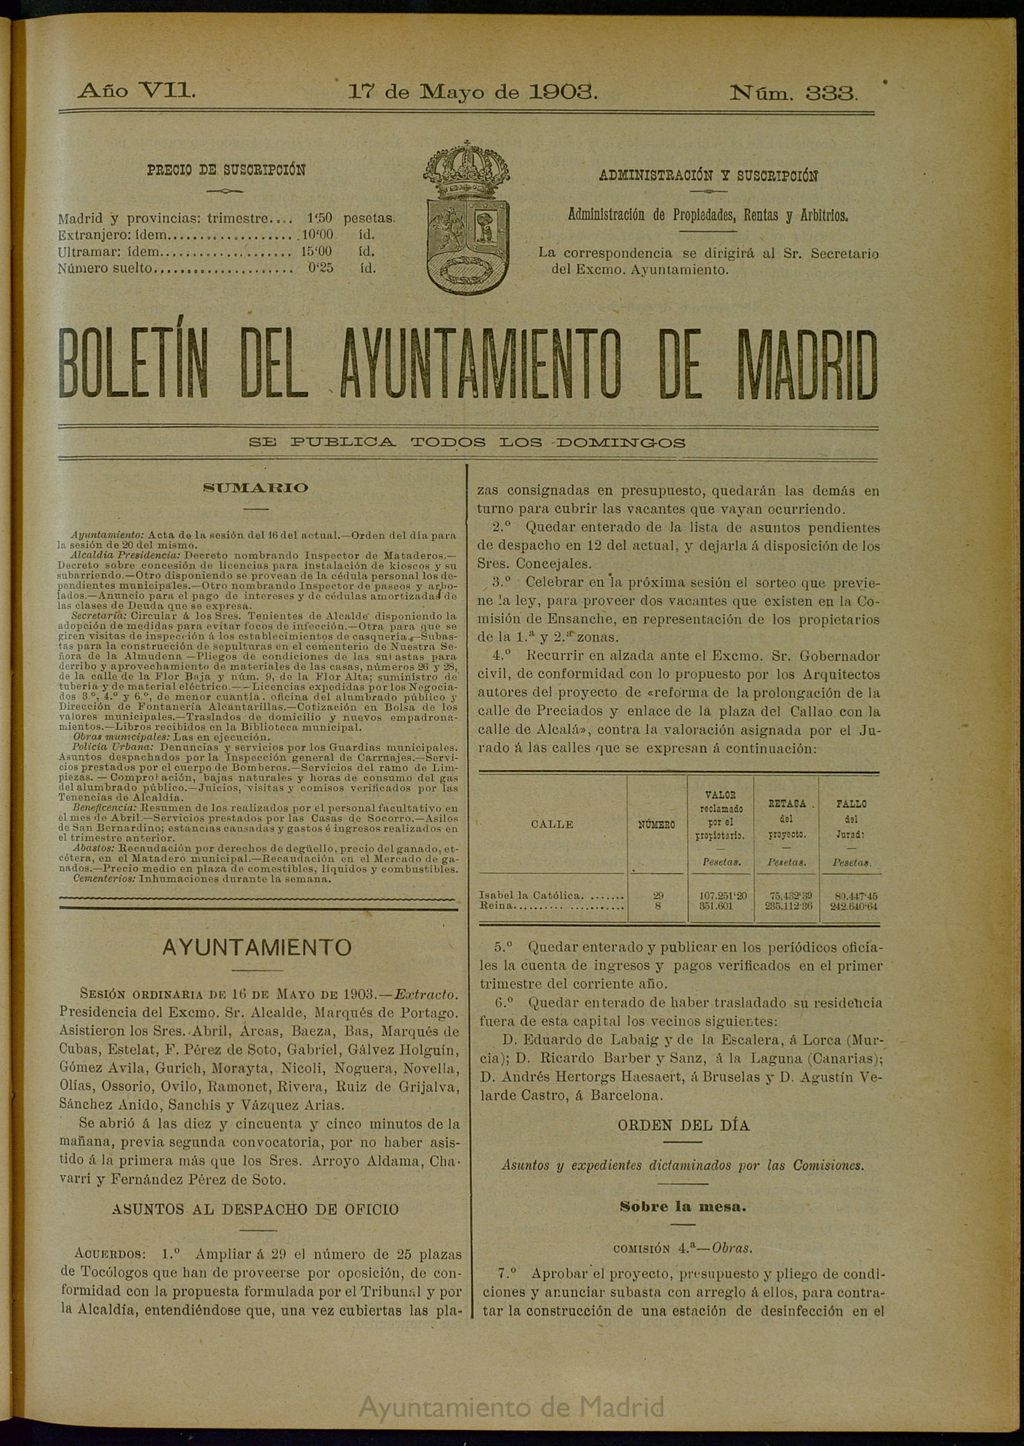 Año VII.
17 de Mayo de 1903.
Núm. 333.
PRECIO DE SUSCRIPCIÓN
Madrid y provincias: trimestre.... 1'50 pesetas.
Extranjero: ídem.................... 10'00 íd.
Ultramar: ídem..................... 15'00 íd.
Número suelto...................... 0'25 íd.
ADMINISTRACIÓN Y SUSCRIPCIÓN
Administración de Propiedades, Rentas y Arbitrios.
La correspondencia se dirigirá al Sr. Secretario
del Excmo. Ayuntamiento.
BOLETÍN DEL AYUNTAMIENTO DE MADRID
SE PUBLICA TODOS LOS DOMINGOS
SUMARIO
Ayuntamiento: Acta de la sesión del 16 del actual.—Orden del día para
la sesión de 20 del mismo.
Alcaldía Presidencia: Decreto nombrando Inspector de Mataderos.—
Decreto sobre concesión de licencias para instalación de kioscos y su
subarriendo.—Otro disponiendo se provean de la cédula personal los de-
pendientes municipales.—Otro nombrando Inspector de paseos y arbo-
lados.—Anuncio para el pago de intereses y de cédulas amortizadas de
las clases de Deuda que se expresa.
Secretaría: Circular á los Sres. Tenientes de Alcalde disponiendo la
adopción de medidas para evitar focos de infección.—Otra para que se
giren visitas de inspección á los establecimientos de casquería.—Subas-
tas para la construcción de sepulturas en el cementerio de Nuestra Se-
ñora de la Almudena—Pliegos de condiciones de las subastas para
derribo y aprovechamiento de materiales de las casas, números 26 y 28,
de la calle de la Flor Baja y núm. 9, de la Flor Alta; suministro de
tubería y de material eléctrico.——Licencias expedidas por los Negocia-
dos 3.º, 4.º y 6.º, de menor cuantía, oficina del alumbrado público y
Dirección de Fontanería Alcantarillas.—Cotización en Bolsa de los
valores municipales.—Traslados de domicilio y nuevos empadrona-
mientos.—Libros recibidos en la Biblioteca municipal.
Obras municipales: Las en ejecución.
Policía Urbana: Denuncias y servicios por los Guardias municipales.
Asuntos despachados por la Inspección general de Carruajes.—Servi-
cios prestados por el cuerpo de Bomberos.—Servicios del ramo de Lim-
piezas.—Comprobación, bajas naturales y horas de consumo del gas
del alumbrado público.—Juicios, visitas y comisos verificados por las
Tenencias de Alcaldía.
Beneficencia: Resumen de los realizados por el personal facultativo en
el mes de Abril.—Servicios prestados por las Casas de Socorro.—Asilos
de San Bernardino; estancias causadas y gastos é ingresos realizados en
el trimestre anterior.
Abastos: Recaudación por derechos de degüello, precio del ganado, et-
cétera, en el Matadero municipal.—Recaudación en el Mercado de ga-
nados.—Precio medio en plaza de comestibles, líquidos y combustibles.
Cementerios: Inhumaciones durante la semana.
AYUNTAMIENTO
SESIÓN ORDINARIA DE 16 DE MAYO DE 1903.—Extracto.
Presidencia del Excmo. Sr. Alcalde, Marqués de Portago.
Asistieron los Sres. Abril, Arcas, Baeza, Bas, Marqués de
Cubas, Estelat, F. Pérez de Soto, Gabriel, Gálvez Holguín,
Gómez Avila, Gurich, Morayta, Nicoli, Noguera, Novella,
Olías, Ossorio, Ovilo, Ramonet, Rivera, Ruiz de Grijalva,
Sánchez Anido, Sanchís y Vázquez Arias.
Se abrió á las diez y cincuenta y cinco minutos de la
mañana, previa segunda convocatoria, por no haber asis-
tido á la primera más que los Sres. Arroyo Aldama, Cha-
varri y Fernández Pérez de Soto.
ASUNTOS AL DESPACHO DE OFICIO
ACUERDOS: 1.º Ampliar á 29 el número de 25 plazas
de Tocólogos que han de proveerse por oposición, de con-
formidad con la propuesta formulada por el Tribunal y por
la Alcaldía, entendiéndose que, una vez cubiertas las pla-
zas consignadas en presupuesto, quedarán las demás en
turno para cubrir las vacantes que vayan ocurriendo.
2.º Quedar enterado de la lista de asuntos pendientes
de despacho en 12 del actual, y dejarla á disposición de los
Sres. Concejales.
3.º Celebrar en la próxima sesión el sorteo que previe-
ne la ley, para proveer dos vacantes que existen en la Co-
misión de Ensanche, en representación de los propietarios
de la 1.ª y 2.ª zonas.
4.º Recurrir en alzada ante el Excmo. Sr. Gobernador
civil, de conformidad con lo propuesto por los Arquitectos
autores del proyecto de «reforma de la prolongación de la
calle de Preciados y enlace de la plaza del Callao con la
calle de Alcalá», contra la valoración asignada por el Ju-
rado á las calles que se expresan á continuación:
CALLE NÚMERO VALOR reclamado por el propietario. — Pesetas. RETASA del proyecto. — Pesetas. FALLO del Jurado — Pesetas.
Isabel la Católica........ 29 107.251'20 75.432'39 80.447'45
Reina..................... 8 351.601 235.112'36 242.640'64
5.º Quedar enterado y publicar en los periódicos oficia-
les la cuenta de ingresos y pagos verificados en el primer
trimestre del corriente año.
6.º Quedar enterado de haber trasladado su residencia
fuera de esta capital los vecinos siguientes:
D. Eduardo de Labaig y de la Escalera, á Lorca (Mur-
cia); D. Ricardo Barber y Sanz, á la Laguna (Canarias);
D. Andrés Hertorgs Haesaert, á Bruselas y D. Agustín Ve-
larde Castro, á Barcelona.
ORDEN DEL DÍA
Asuntos y expedientes dictaminados por las Comisiones.
Sobre la mesa.
COMISIÓN 4.ª—Obras.
7.º Aprobar el proyecto, presupuesto y pliego de condi-
ciones y anunciar subasta con arreglo á ellos, para contra-
tar la construcción de una estación de desinfección en el
Ayuntamiento de Madrid